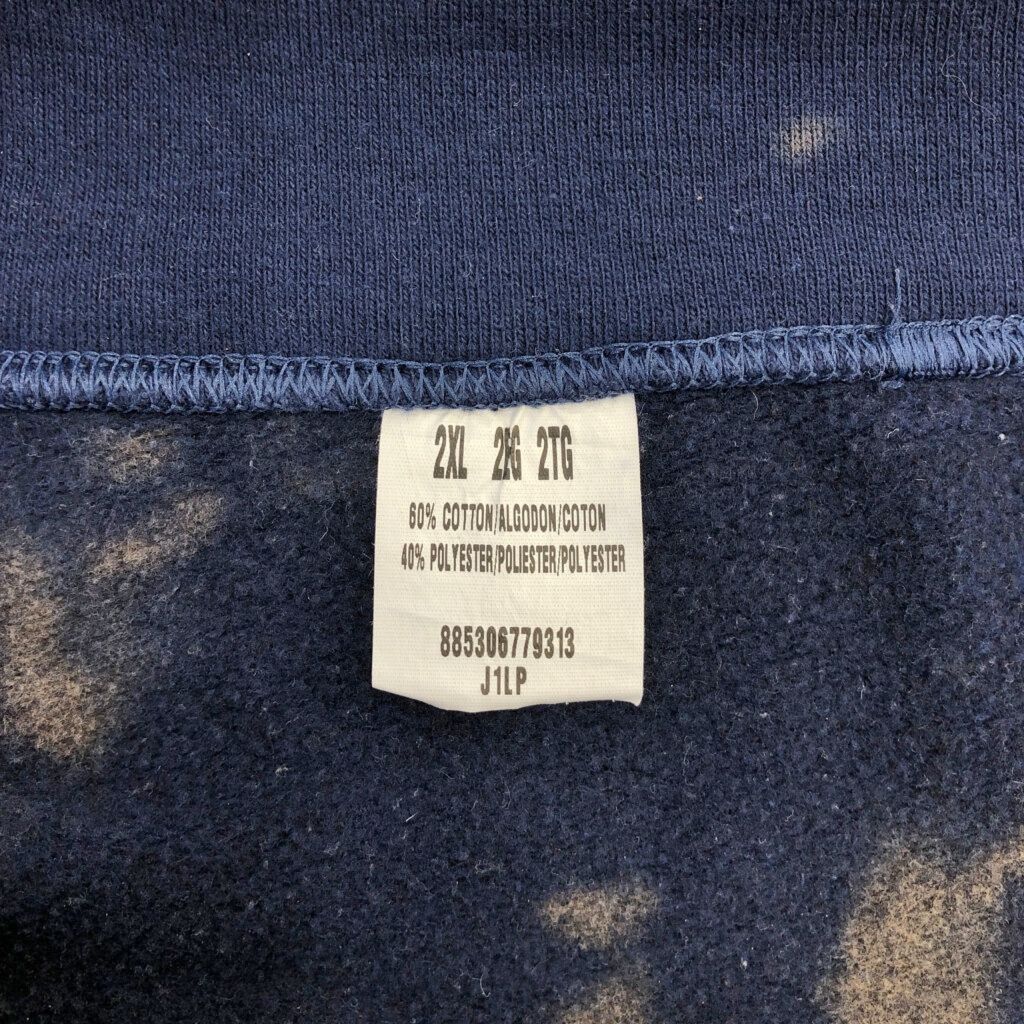 2XL 2EG 2TG
60% COTTON/ALGODON/COTON
40% POLYESTER/POLIESTER/POLYESTER
885306779313
J1LP